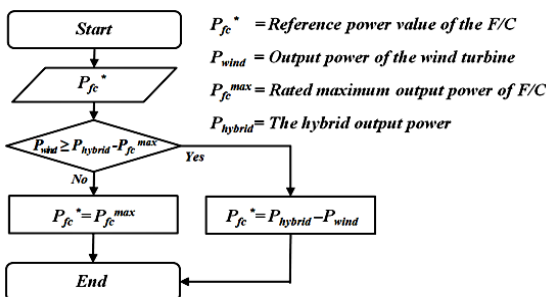 Start
P_fc*
P_wind ≥ P_hybrid-P_fc^max
Yes
No
P_fc*=P_fc^max
P_fc*=P_hybrid–P_wind
End
P_fc* =Reference power value of the F/C
P_wind = Output power of the wind turbine
P_fc^max= Rated maximum output power of F/C
P_hybrid= The hybrid output power